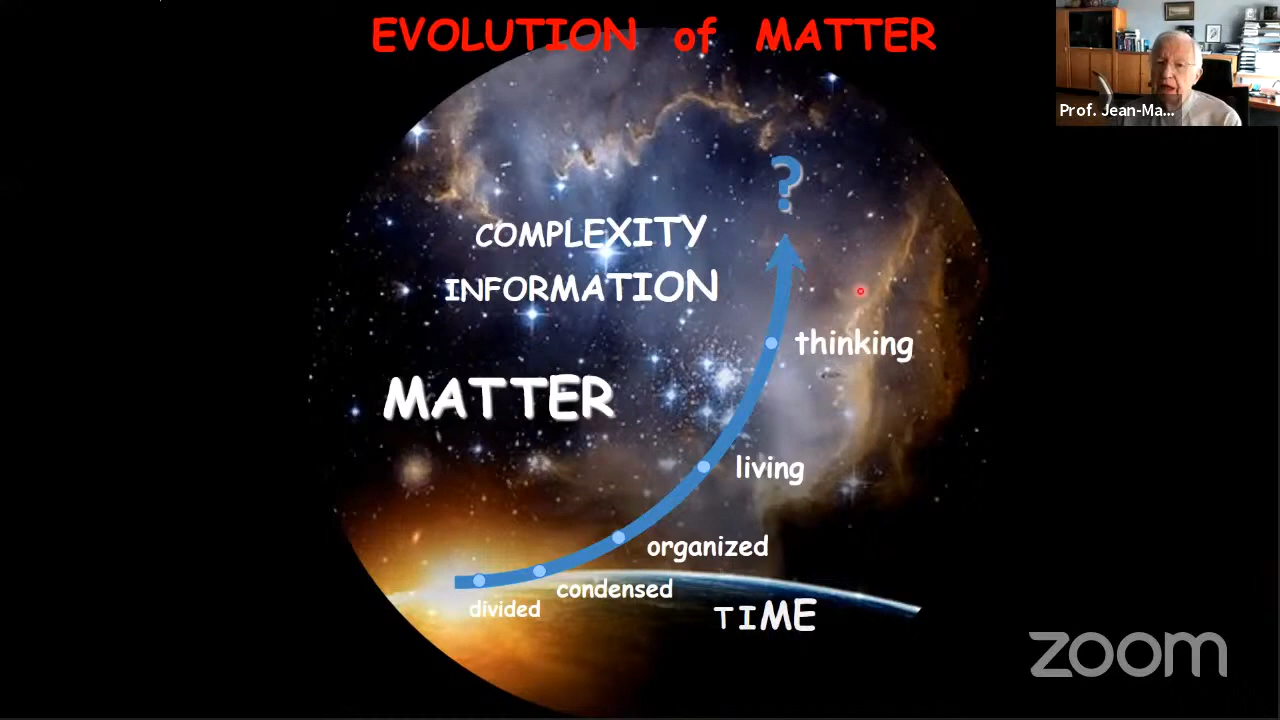 EVOLUTION of MATTER
Prof. Jean-Ma...
?
COMPLEXITY
INFORMATION
thinking
MATTER
living
organized
condensed
divided
TIME
zoom